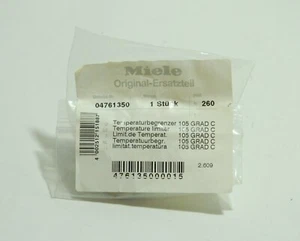 Miele
Original-Ersatzteil
04761350 1 Stück 260
Temperaturbegrenzer 105 GRAD C
Temperature limiter 105 GRAD C
Limit.de Temperat. 105 GRAD C
Temperatuurbegr. 105 GRAD C
limitat.temperatura 105 GRAD C
2.609
476135000015